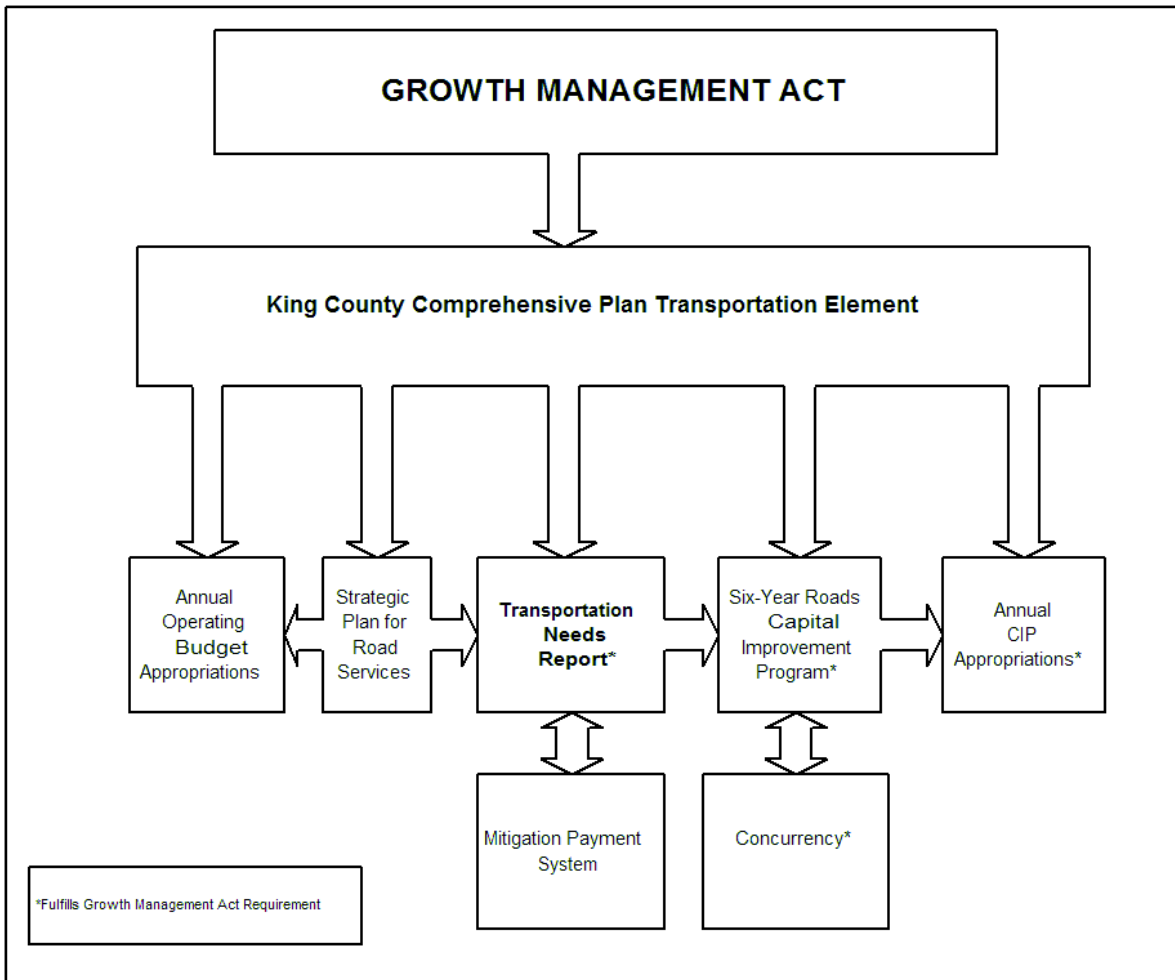 GROWTH MANAGEMENT ACT
King County Comprehensive Plan Transportation Element
Annual
Operating
Budget
Appropriations
Strategic
Plan for
Road
Services
Transportation
Needs
Report*
Six-Year Roads
Capital
Improvement
Program*
Annual
CIP
Appropriations*
Mitigation Payment
System
Concurrency*
*Fulfills Growth Management Act Requirement